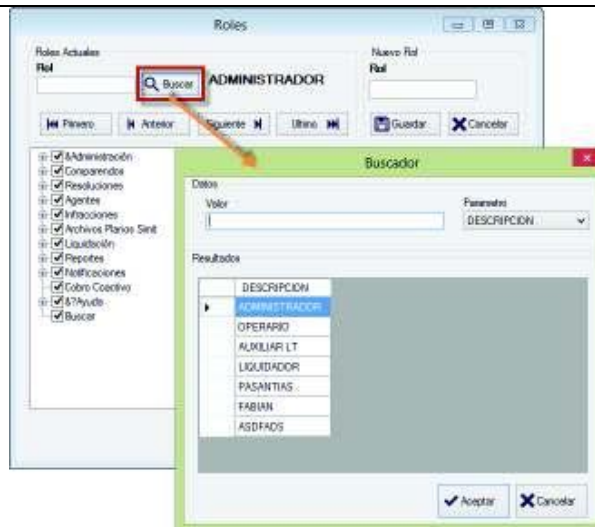 Roles
Roles Actuales
Rol
Buscar
ADMINISTRADOR
Nuevo Rol
Rol
Primero
Anterior
Siguiente
Ultimo
Guardar
Cancelar
&Administración
Comparendos
Resoluciones
Agentes
Infracciones
Archivos Planos Simit
Liquidación
Reportes
Notificaciones
Cobro Coactivo
&?Ayuda
Buscar
Buscador
Datos
Valor
Parametro
DESCRIPCION
Resultados
DESCRIPCION
ADMINISTRADOR
OPERARIO
AUXILIAR LT
LIQUIDADOR
PASANTIAS
FABIAN
ASDFADS
Aceptar
Cancelar